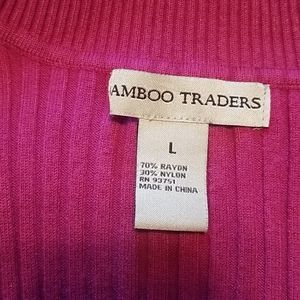 AMBOO TRADERS
L
70% RAYON
30% NYLON
RN 93751
MADE IN CHINA